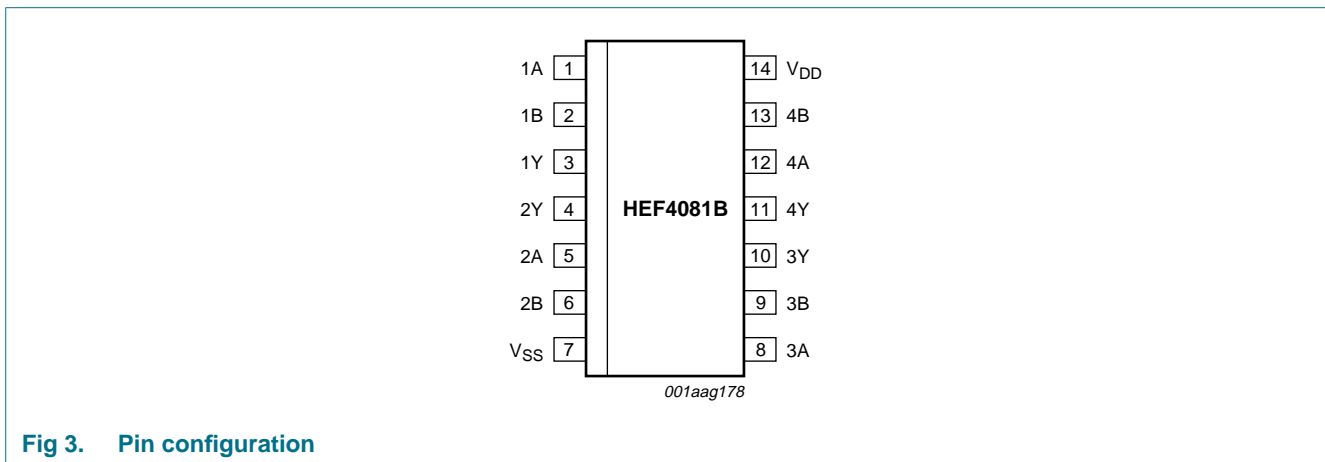 1A 1 14 VDD
1B 2 13 4B
1Y 3 12 4A
2Y 4 HEF4081B 11 4Y
2A 5 10 3Y
2B 6 9 3B
VSS 7 8 3A
001aag178
Fig 3. Pin configuration